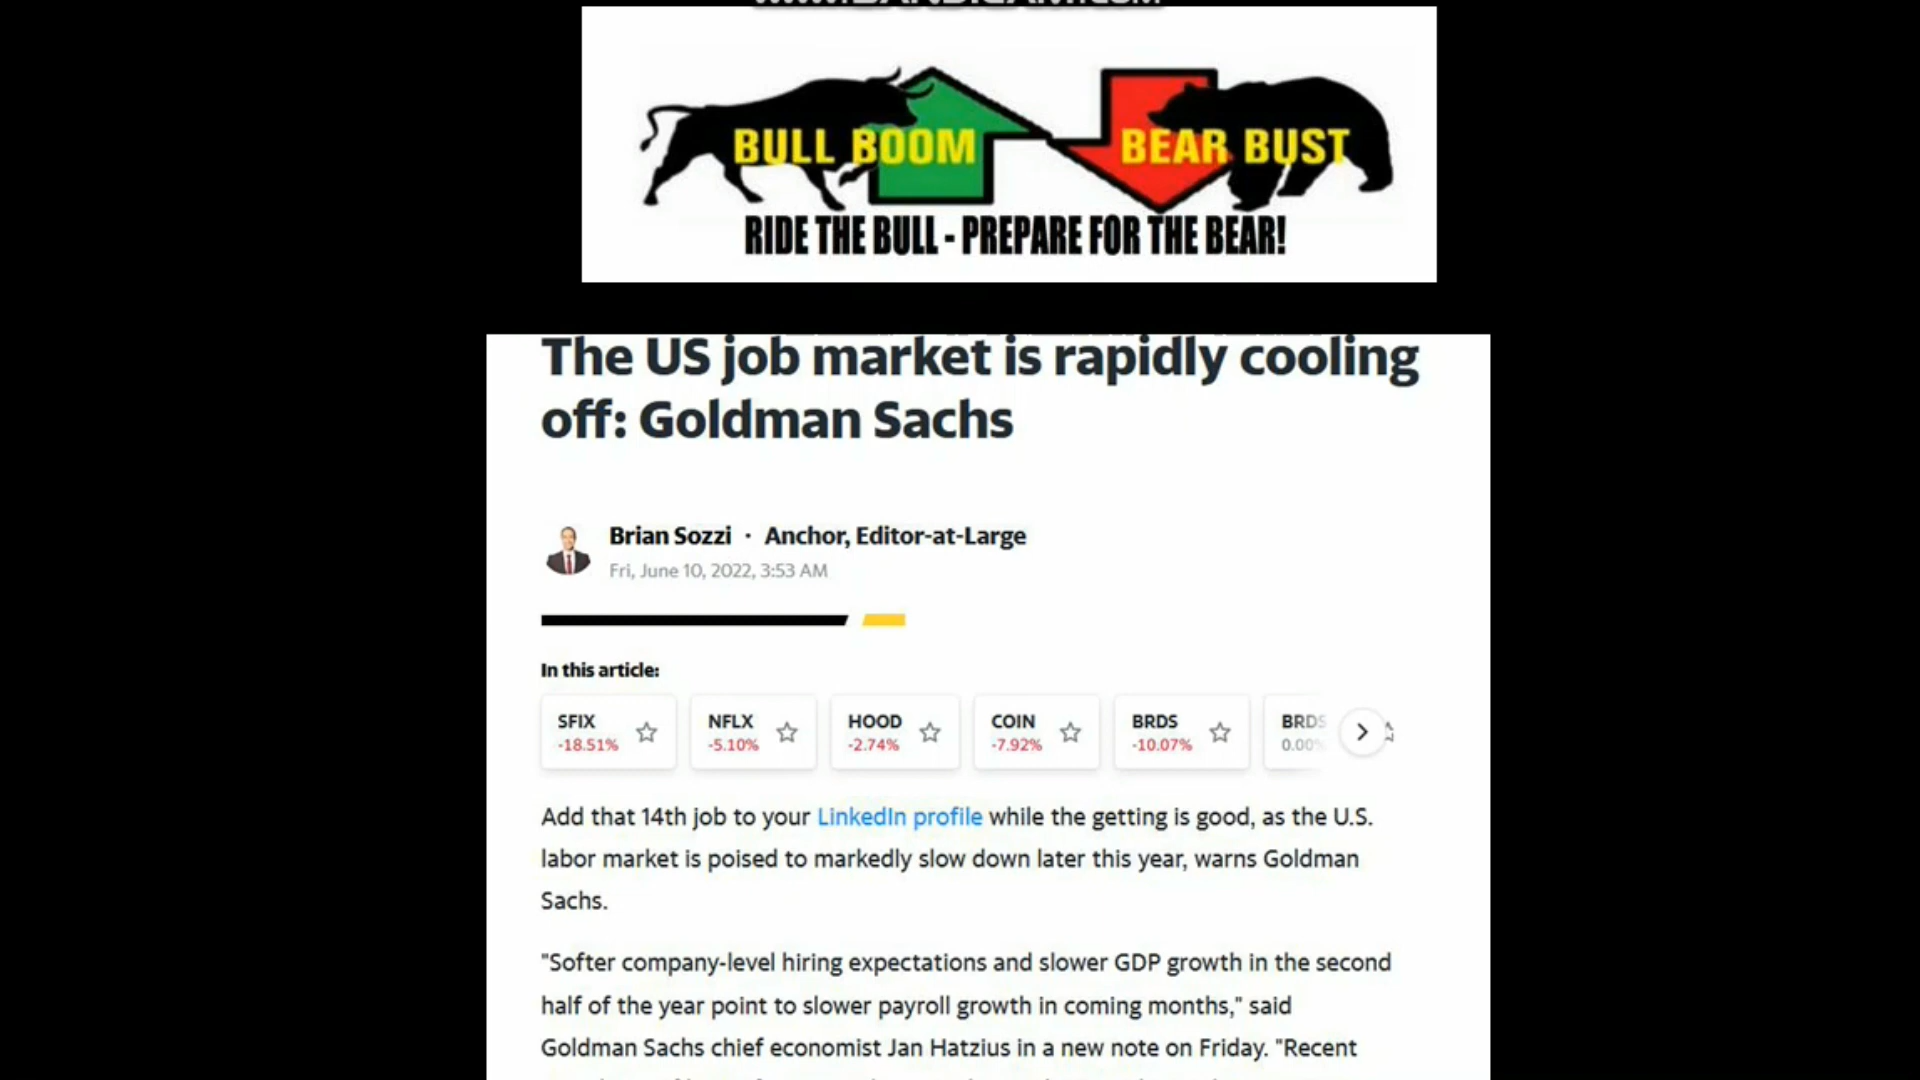 BULL BOOM
BEAR BUST
RIDE THE BULL - PREPARE FOR THE BEAR!
The US job market is rapidly cooling
off: Goldman Sachs
Brian Sozzi · Anchor, Editor-at-Large
Fri, June 10, 2022, 3:53 AM
In this article:
SFIX NFLX HOOD COIN BRDS BRDS
-18.51% -5.10% -2.74% -7.92% -10.07% 0.00%
Add that 14th job to your LinkedIn profile while the getting is good, as the U.S.
labor market is poised to markedly slow down later this year, warns Goldman
Sachs.
"Softer company-level hiring expectations and slower GDP growth in the second
half of the year point to slower payroll growth in coming months," said
Goldman Sachs chief economist Jan Hatzius in a new note on Friday. "Recent